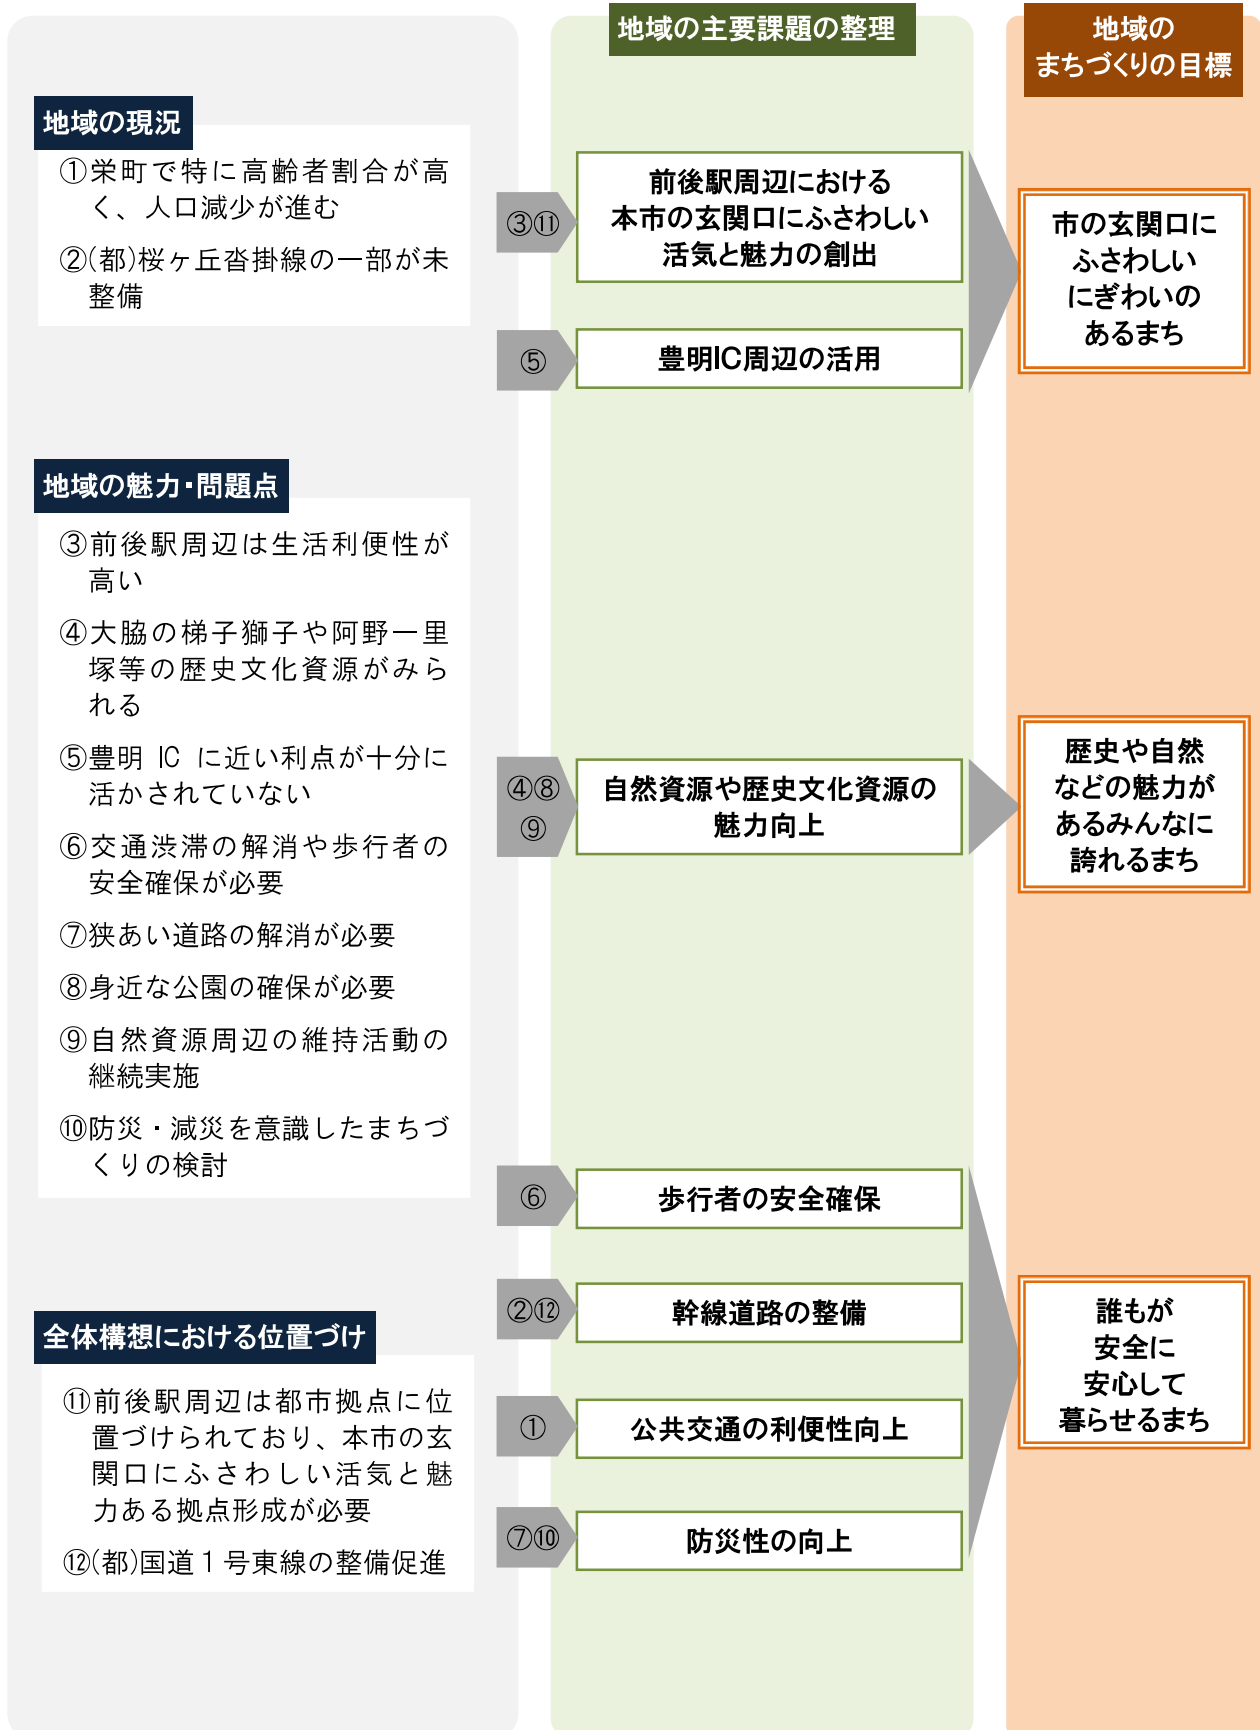 地域の主要課題の整理
地域の
まちづくりの目標
地域の現況
①栄町で特に高齢者割合が高
く、人口減少が進む
②(都)桜ヶ丘沓掛線の一部が未
整備
地域の魅力・問題点
③前後駅周辺は生活利便性が
高い
④大脇の梯子獅子や阿野一里
塚等の歴史文化資源がみら
れる
⑤豊明 IC に近い利点が十分に
活かされていない
⑥交通渋滞の解消や歩行者の
安全確保が必要
⑦狭あい道路の解消が必要
⑧身近な公園の確保が必要
⑨自然資源周辺の維持活動の
継続実施
⑩防災・減災を意識したまちづ
くりの検討
全体構想における位置づけ
⑪前後駅周辺は都市拠点に位
置づけられており、本市の玄
関口にふさわしい活気と魅
力ある拠点形成が必要
⑫(都)国道1号東線の整備促進
③⑪
前後駅周辺における
本市の玄関口にふさわしい
活気と魅力の創出
⑤
豊明IC周辺の活用
④⑧
⑨
自然資源や歴史文化資源の
魅力向上
⑥
歩行者の安全確保
②⑫
幹線道路の整備
①
公共交通の利便性向上
⑦⑩
防災性の向上
市の玄関口に
ふさわしい
にぎわいの
あるまち
歴史や自然
などの魅力が
あるみんなに
誇れるまち
誰もが
安全に
安心して
暮らせるまち